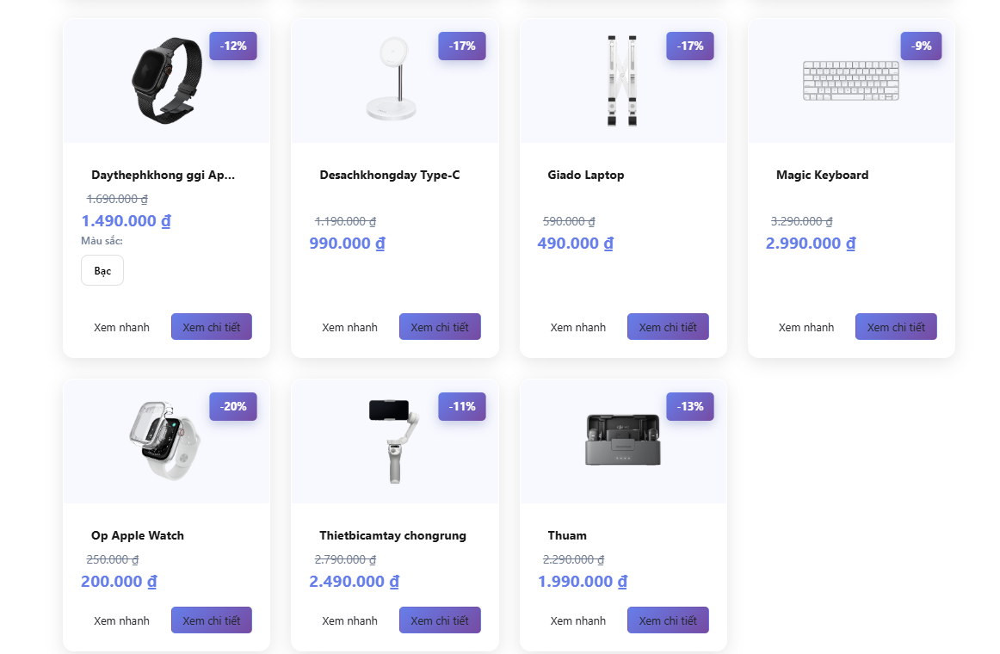 -12%
Daythephkhong ggi Ap...
1.690.000 ₫
1.490.000 ₫
Màu sắc:
Bạc
Xem nhanh
Xem chi tiết
-17%
Desachkhongday Type-C
1.190.000 ₫
990.000 ₫
Xem nhanh
Xem chi tiết
-17%
Giado Laptop
590.000 ₫
490.000 ₫
Xem nhanh
Xem chi tiết
-9%
Magic Keyboard
3.290.000 ₫
2.990.000 ₫
Xem nhanh
Xem chi tiết
-20%
Op Apple Watch
250.000 ₫
200.000 ₫
Xem nhanh
Xem chi tiết
-11%
Thietbicamtay chongrung
2.790.000 ₫
2.490.000 ₫
Xem nhanh
Xem chi tiết
-13%
Thuam
2.290.000 ₫
1.990.000 ₫
Xem nhanh
Xem chi tiết